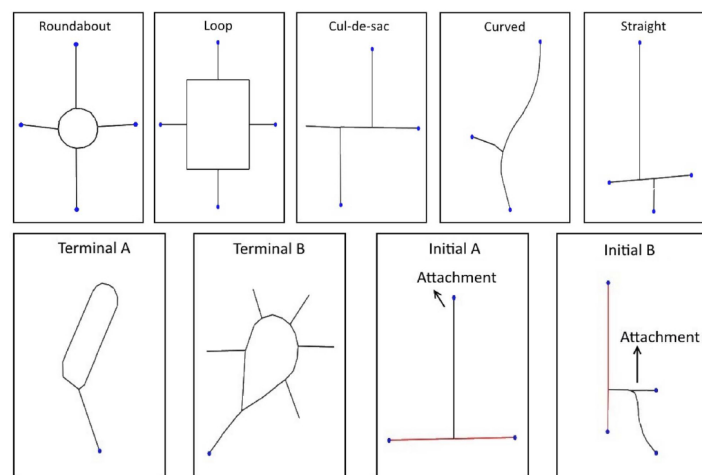 Roundabout
Loop
Cul-de-sac
Curved
Straight
Terminal A
Terminal B
Initial A
Attachment
Initial B
Attachment